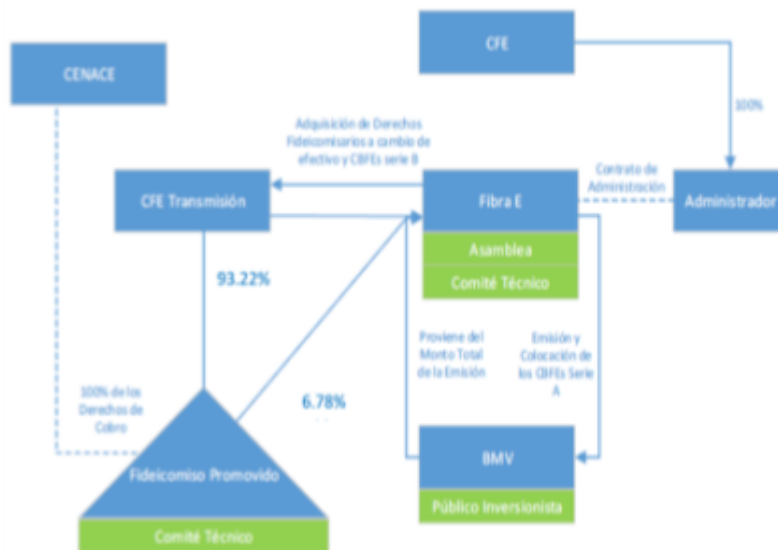 CFE
CENACE
100%
Adquisición de Derechos
Fideicomisarios a cambio de
efectivo y CBFEs serie B
Contrato de
Administración
CFE Transmisión
Fibra E
Administrador
Asamblea
Comité Técnico
93.22%
Proviene del
Monto Total
de la Emisión
Emisión y
Colocación de
los CBFEs Serie
A
100% de los
Derechos de
Cobro
6.78%
Fideicomiso Promovido
BMV
Público Inversionista
Comité Técnico